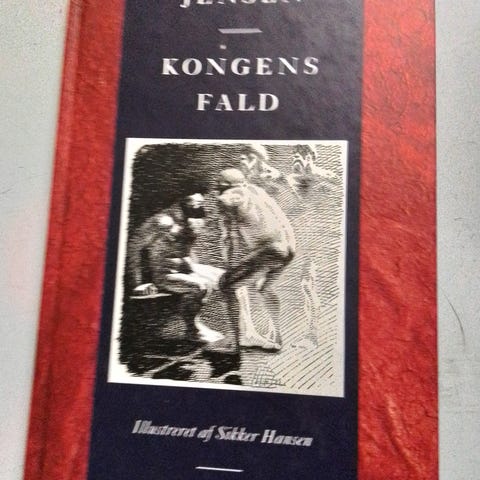 JENSEN
KONGENS
FALD
Illustreret af Sikker Hansen